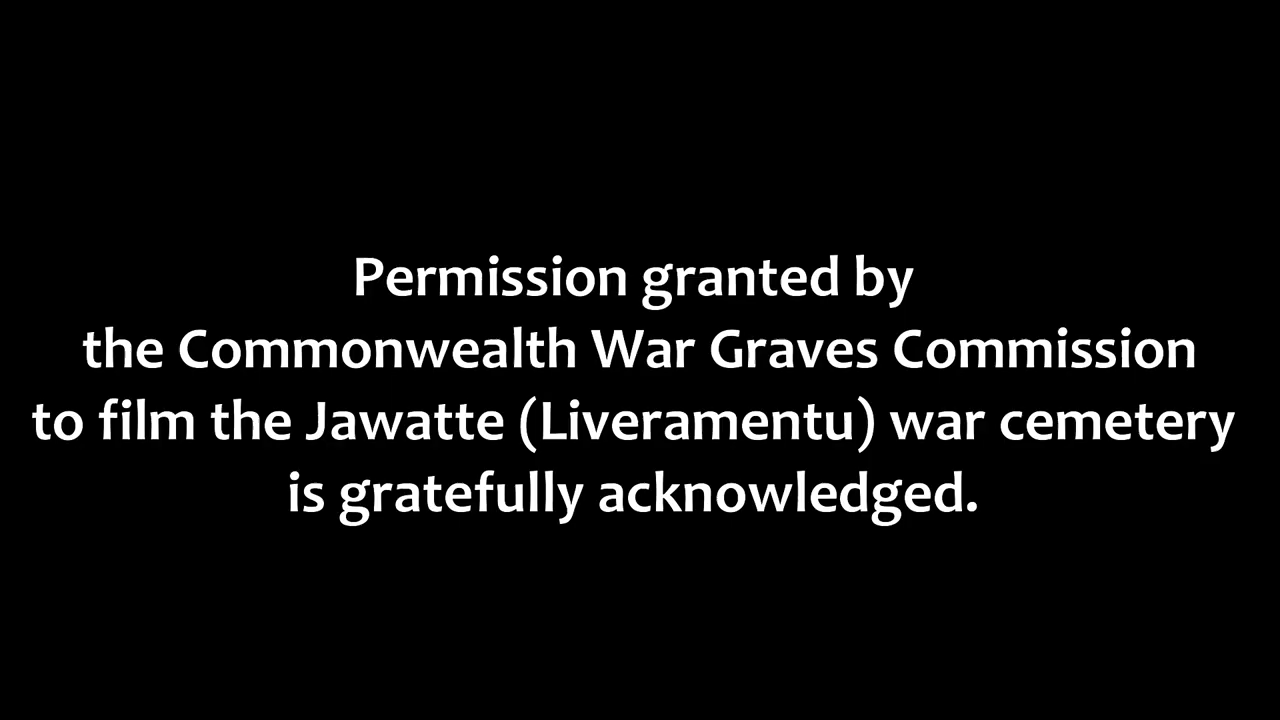 Permission granted by
the Commonwealth War Graves Commission
to film the Jawatte (Liveramentu) war cemetery
is gratefully acknowledged.